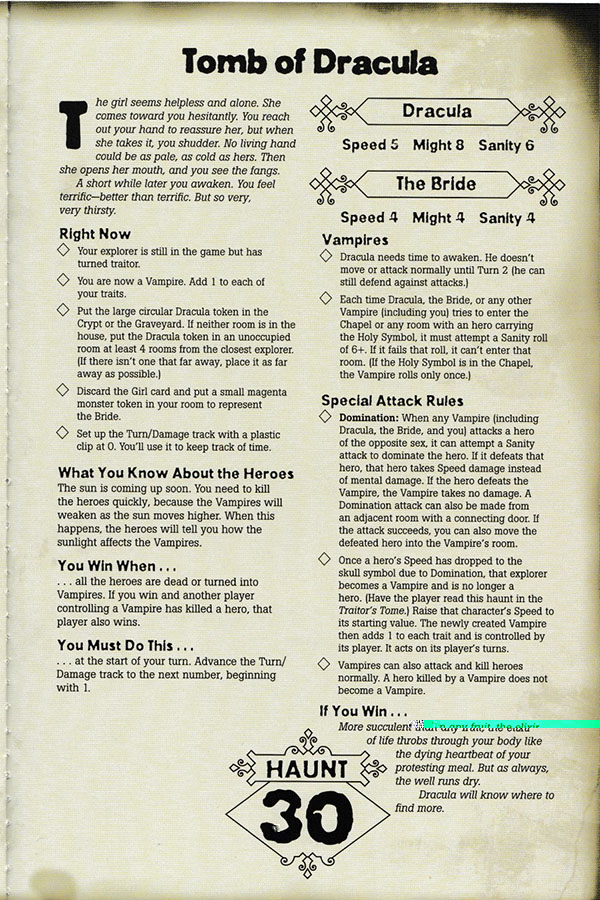 Tomb of Dracula
The girl seems helpless and alone. She
comes toward you hesitantly. You reach
out your hand to reassure her, but when
she takes it, you shudder. No living hand
could be as pale, as cold as hers. Then
she opens her mouth, and you see the fangs.
A short while later you awaken. You feel
terrific—better than terrific. But so very,
very thirsty.
Right Now
Your explorer is still in the game but has
turned traitor.
You are now a Vampire. Add 1 to each of
your traits.
Put the large circular Dracula token in the
Crypt or the Graveyard. If neither room is in the
house, put the Dracula token in an unoccupied
room at least 4 rooms from the closest explorer.
(If there isn't one that far away, place it as far
away as possible.)
Discard the Girl card and put a small magenta
monster token in your room to represent
the Bride.
Set up the Turn/Damage track with a plastic
clip at 0. You'll use it to keep track of time.
What You Know About the Heroes
The sun is coming up soon. You need to kill
the heroes quickly, because the Vampires will
weaken as the sun moves higher. When this
happens, the heroes will tell you how the
sunlight affects the Vampires.
You Win When . . .
. . . all the heroes are dead or turned into
Vampires. If you win and another player
controlling a Vampire has killed a hero, that
player also wins.
You Must Do This . . .
. . . at the start of your turn. Advance the Turn/
Damage track to the next number, beginning
with 1.
Dracula
Speed 5 Might 8 Sanity 6
The Bride
Speed 4 Might 4 Sanity 4
Vampires
Dracula needs time to awaken. He doesn't
move or attack normally until Turn 2 (he can
still defend against attacks.)
Each time Dracula, the Bride, or any other
Vampire (including you) tries to enter the
Chapel or any room with an hero carrying
the Holy Symbol, it must attempt a Sanity roll
of 6+. If it fails that roll, it can't enter that
room. (If the Holy Symbol is in the Chapel,
the Vampire rolls only once.)
Special Attack Rules
Domination: When any Vampire (including
Dracula, the Bride, and you) attacks a hero
of the opposite sex, it can attempt a Sanity
attack to dominate the hero. If it defeats that
hero, that hero takes Speed damage instead
of mental damage. If the hero defeats the
Vampire, the Vampire takes no damage. A
Domination attack can also be made from
an adjacent room with a connecting door. If
the attack succeeds, you can also move the
defeated hero into the Vampire's room.
Once a hero's Speed has dropped to the
skull symbol due to Domination, that explorer
becomes a Vampire and is no longer a
hero. (Have the player read this haunt in the
Traitor's Tome.) Raise that character's Speed to
its starting value. The newly created Vampire
then adds 1 to each trait and is controlled by
its player. It acts on its player's turns.
Vampires can also attack and kill heroes
normally. A hero killed by a Vampire does not
become a Vampire.
If You Win . . .
More succulent than any fruit, the elixir
of life throbs through your body like
the dying heartbeat of your
protesting meal. But as always,
the well runs dry.
Dracula will know where to
find more.
HAUNT
30